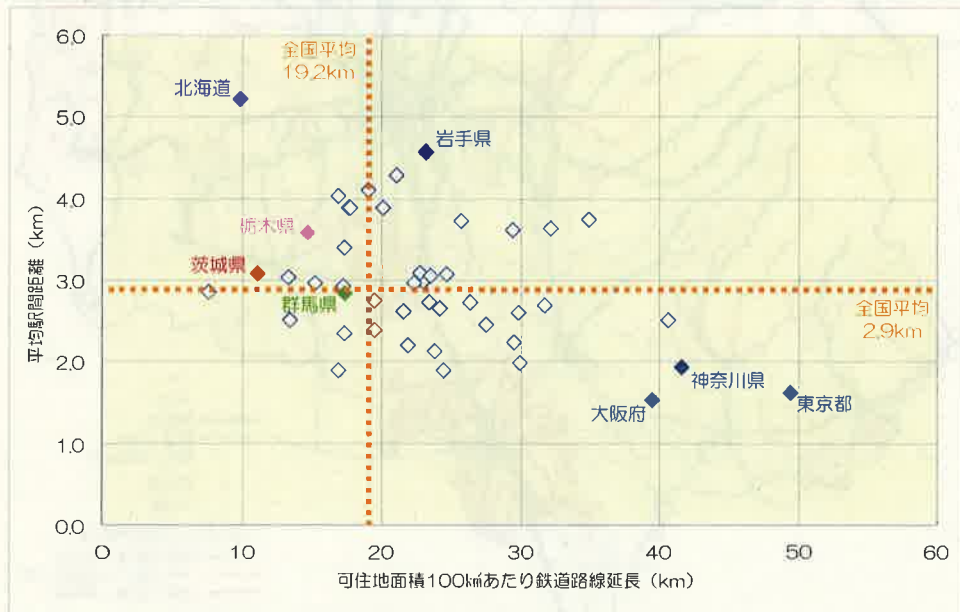 6,0
5,0
4,0
3,0
2,0
1,0
0,0
平均駅間距離（km）
全国平均
19,2km
北海道
岩手県
栃木県
茨城県
群馬県
全国平均
2,9km
神奈川県
大阪府
東京都
0
10
20
30
40
50
60
可住地面積100㎢あたり鉄道路線延長（km）